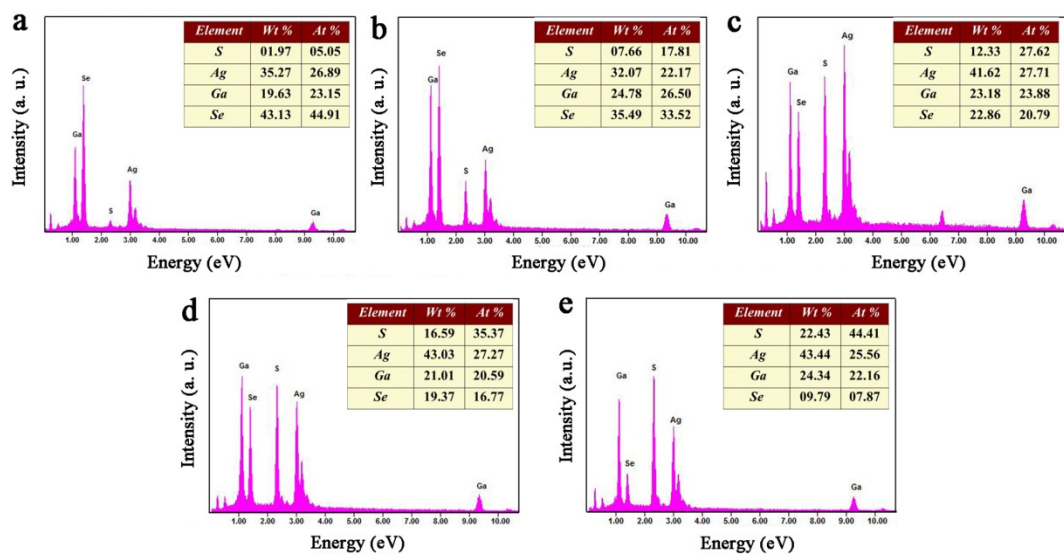 a
Element Wt % At %
S 01.97 05.05
Ag 35.27 26.89
Ga 19.63 23.15
Se 43.13 44.91
Se
Ga
S
Ag
Ga
1.00 2.00 3.00 4.00 5.00 6.00 7.00 8.00 9.00 10.00
Intensity (a. u.)
Energy (eV)
b
Element Wt % At %
S 07.66 17.81
Ag 32.07 22.17
Ga 24.78 26.50
Se 35.49 33.52
Se
Ga
S
Ag
Ga
1.00 2.00 3.00 4.00 5.00 6.00 7.00 8.00 9.00 10.00
Intensity (a. u.)
Energy (eV)
c
Element Wt % At %
S 12.33 27.62
Ag 41.62 27.71
Ga 23.18 23.88
Se 22.86 20.79
Ag
Ga
S
Se
Ga
1.00 2.00 3.00 4.00 5.00 6.00 7.00 8.00 9.00 10.00
Intensity (a. u.)
Energy (eV)
d
Element Wt % At %
S 16.59 35.37
Ag 43.03 27.27
Ga 21.01 20.59
Se 19.37 16.77
Ga
S
Se
Ag
Ga
1.00 2.00 3.00 4.00 5.00 6.00 7.00 8.00 9.00 10.00
Intensity (a. u.)
Energy (eV)
e
Element Wt % At %
S 22.43 44.41
Ag 43.44 25.56
Ga 24.34 22.16
Se 09.79 07.87
S
Ga
Ag
Se
Ga
1.00 2.00 3.00 4.00 5.00 6.00 7.00 8.00 9.00 10.00
Intensity (a.u.)
Energy (eV)